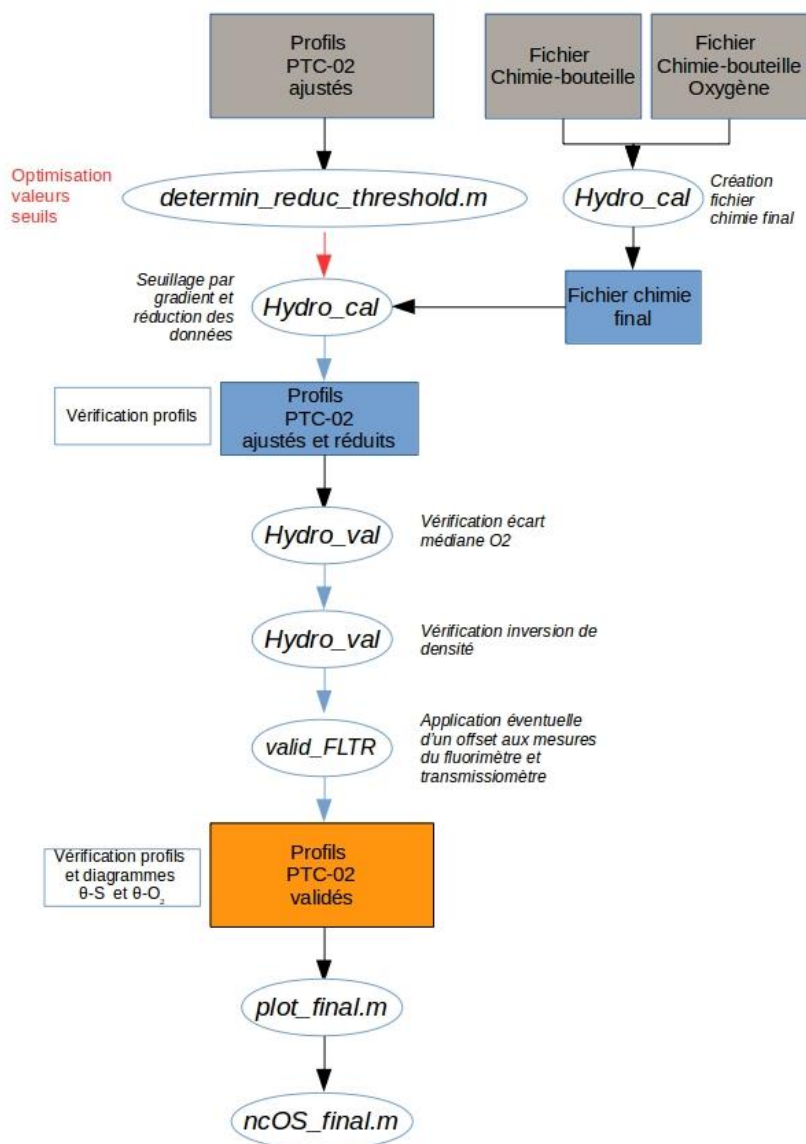 Profils
PTC-02
ajustés
Fichier
Chimie-bouteille
Fichier
Chimie-bouteille
Oxygène
Optimisation
valeurs
seuils
determin_reduc_threshold.m
Hydro_cal
Création
fichier
chimie final
Seuillage par
gradient et
réduction des
données
Hydro_cal
Fichier chimie
final
Vérification profils
Profils
PTC-02
ajustés et réduits
Hydro_val
Vérification écart
médiane O2
Hydro_val
Vérification inversion de
densité
valid_FLTR
Application éventuelle
d'un offset aux mesures
du fluorimètre et
transmissiomètre
Vérification profils
et diagrammes
θ-S et θ-O₂
Profils
PTC-02
validés
plot_final.m
ncOS_final.m